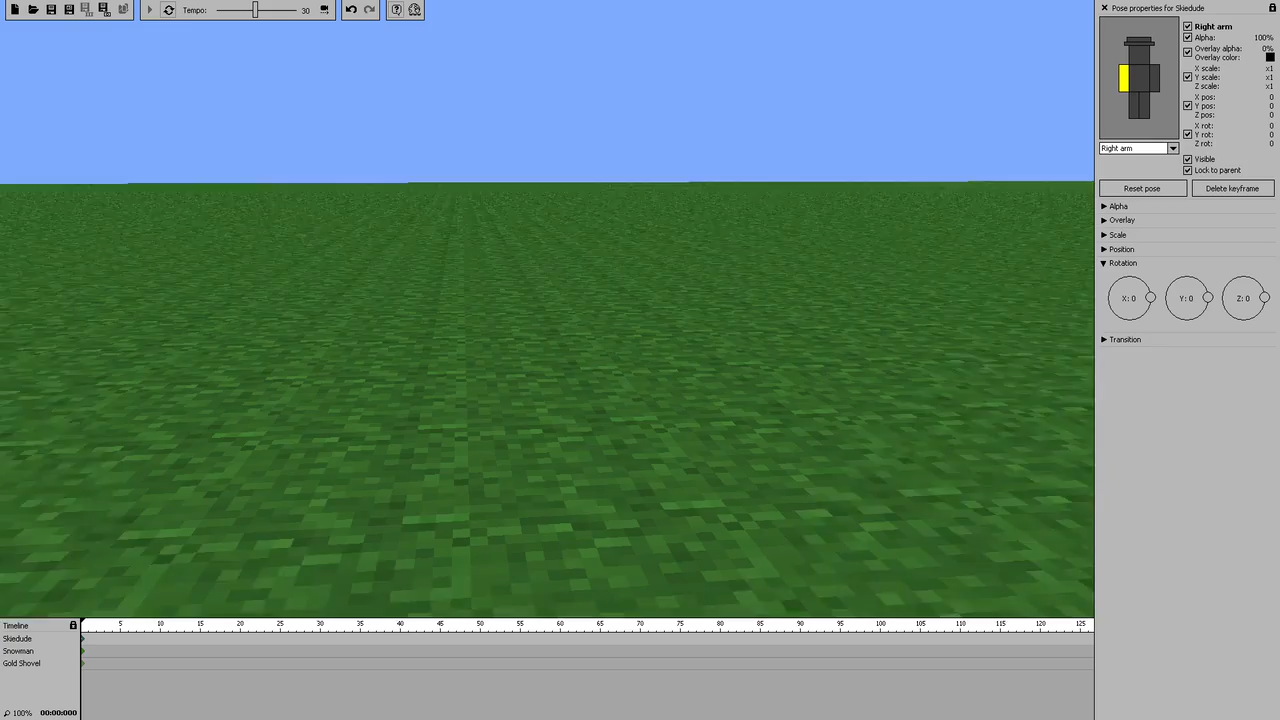 Tempo: 30 ?
Pose properties for Skiedude
Right arm
Alpha: 100%
Overlay alpha: 0%
Overlay color:
X scale: x1
Y scale: x1
Z scale: x1
X pos: 0
Y pos: 0
Z pos: 0
X rot: 0
Y rot: 0
Z rot: 0
Right arm
Visible
Lock to parent
Reset pose Delete keyframe
Alpha
Overlay
Scale
Position
Rotation
X: 0 Y: 0 Z: 0
Transition
Timeline 5 10 15 20 25 30 35 40 45 50 55 60 65 70 75 80 85 90 95 100 105 110 115 120 125
Skiedude
Snowman
Gold Shovel
100% 00:00:000